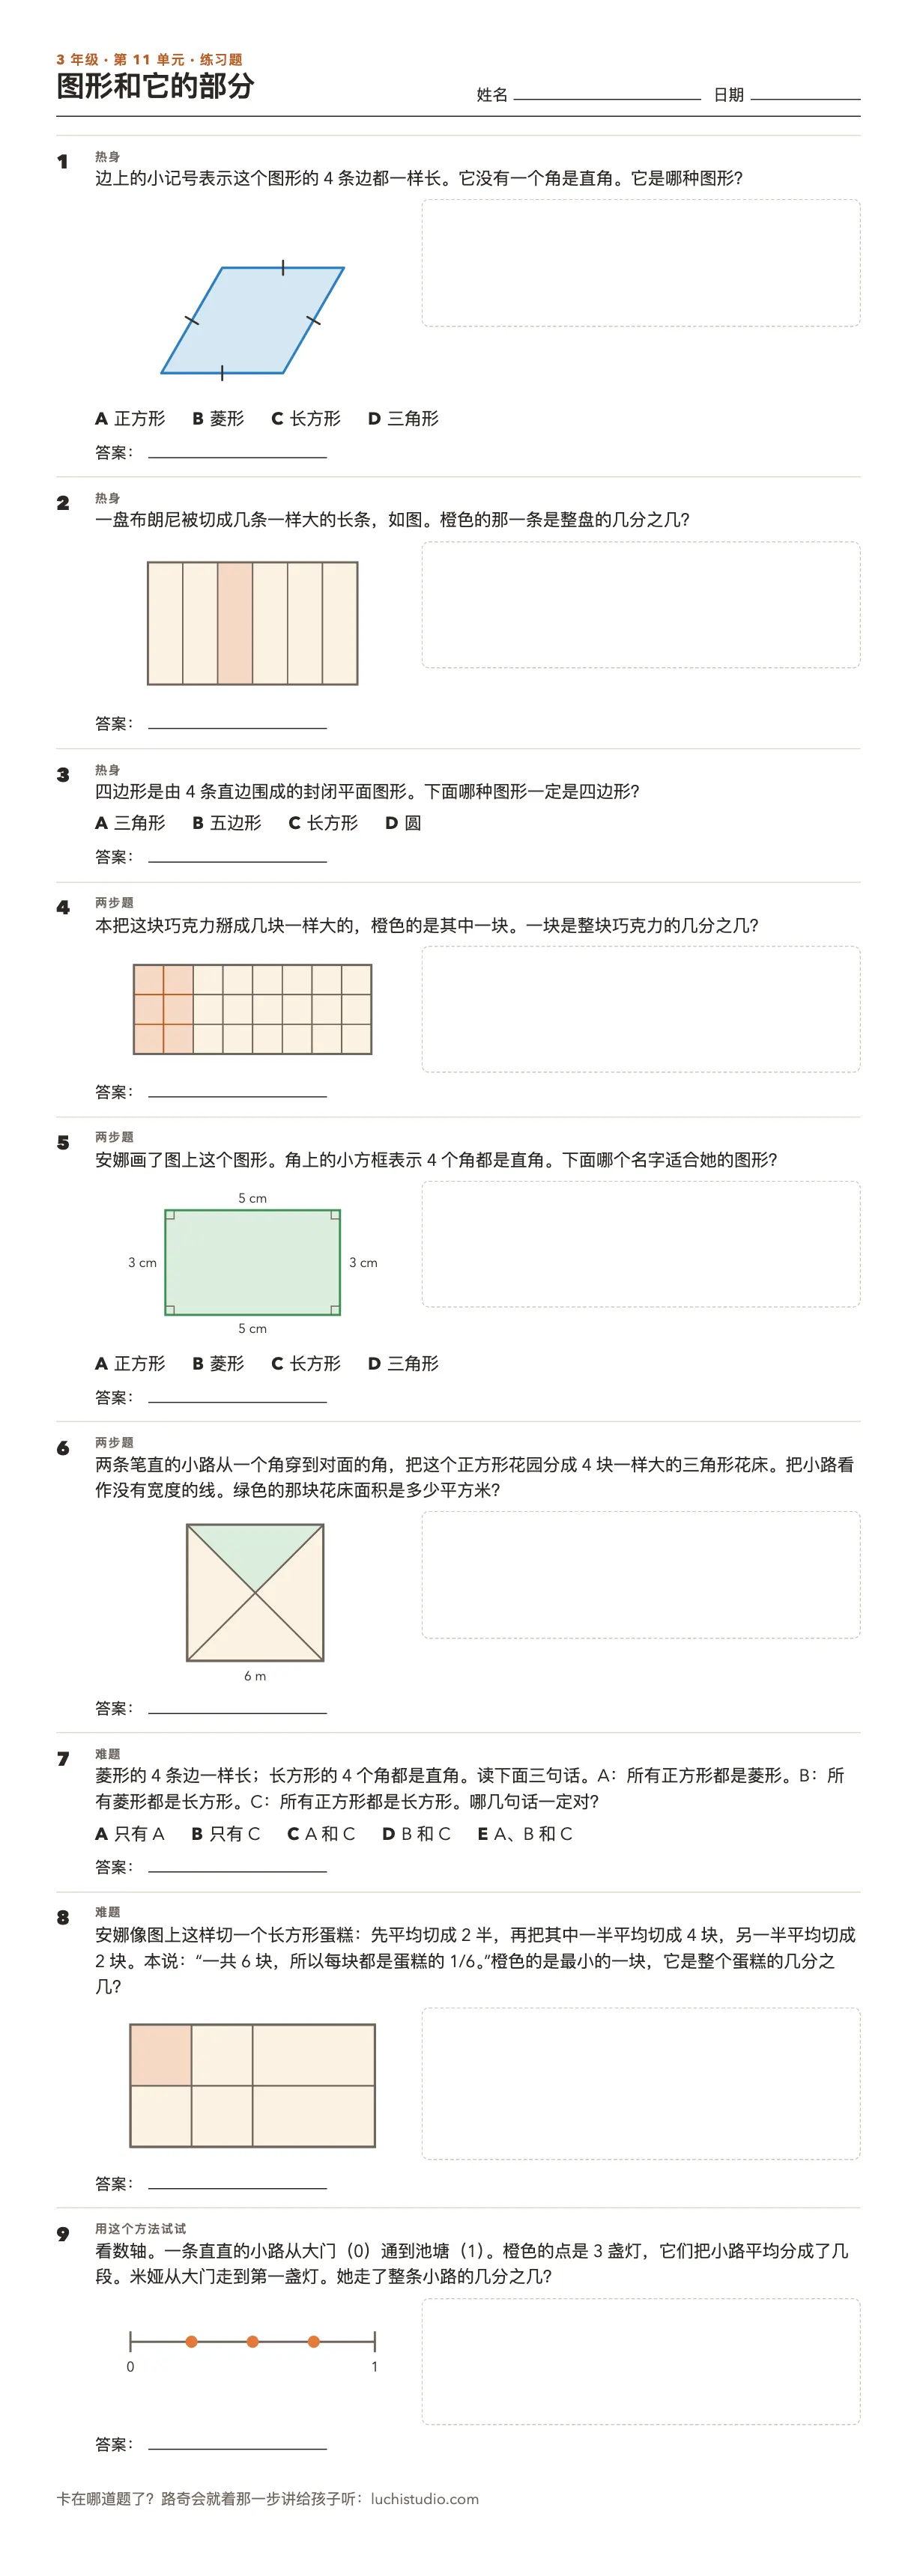 3 年级 · 第 11 单元 · 练习题
图形和它的部分
姓名 日期
1
热身
边上的小记号表示这个图形的 4 条边都一样长。它没有一个角是直角。它是哪种图形?
A 正方形 B 菱形 C 长方形 D 三角形
答案:
2
热身
一盘布朗尼被切成几条一样大的长条,如图。橙色的那一条是整盘的几分之几?
答案:
3
热身
四边形是由 4 条直边围成的封闭平面图形。下面哪种图形一定是四边形?
A 三角形 B 五边形 C 长方形 D 圆
答案:
4
两步题
本把这块巧克力掰成几块一样大的,橙色的是其中一块。一块是整块巧克力的几分之几?
答案:
5
两步题
安娜画了图上这个图形。角上的小方框表示 4 个角都是直角。下面哪个名字适合她的图形?
5 cm
3 cm 3 cm
5 cm
A 正方形 B 菱形 C 长方形 D 三角形
答案:
6
两步题
两条笔直的小路从一个角穿到对面的角,把这个正方形花园分成 4 块一样大的三角形花床。把小路看
作没有宽度的线。绿色的那块花床面积是多少平方米?
6 m
答案:
7
难题
菱形的 4 条边一样长;长方形的 4 个角都是直角。读下面三句话。A:所有正方形都是菱形。B:所
有菱形都是长方形。C:所有正方形都是长方形。哪几句话一定对?
A 只有 A B 只有 C C A 和 C D B 和 C E A、B 和 C
答案:
8
难题
安娜像图上这样切一个长方形蛋糕:先平均切成 2 半,再把其中一半平均切成 4 块,另一半平均切成
2 块。本说:“一共 6 块,所以每块都是蛋糕的 1/6。”橙色的是最小的一块,它是整个蛋糕的几分之
几?
答案:
9
用这个方法试试
看数轴。一条直直的小路从大门(0)通到池塘(1)。橙色的点是 3 盏灯,它们把小路平均分成了几
段。米娅从大门走到第一盏灯。她走了整条小路的几分之几?
0 1
答案:
卡在哪道题了?路奇会就着那一步讲给孩子听:luchistudio.com